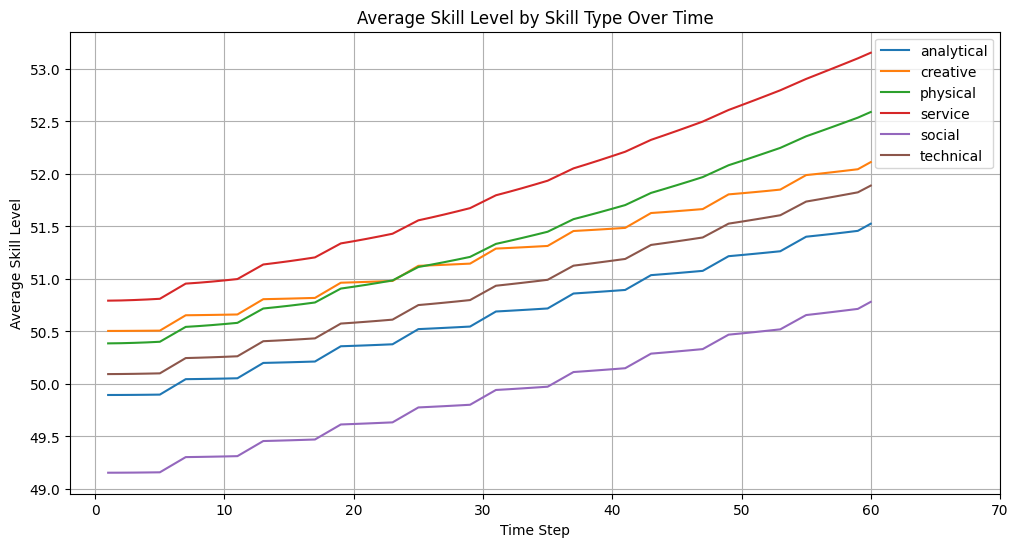 Average Skill Level by Skill Type Over Time
Average Skill Level
53.0
52.5
52.0
51.5
51.0
50.5
50.0
49.5
49.0
0 10 20 30 40 50 60 70
Time Step
analytical
creative
physical
service
social
technical